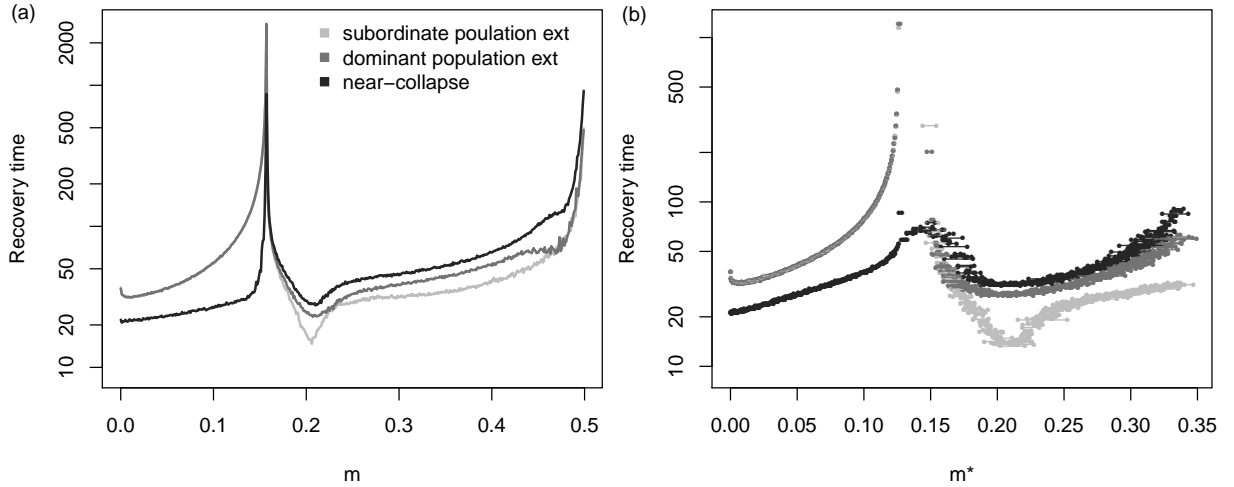 (a)
Recovery time
2000
500
200
50
20
10
subordinate poulation ext
dominant population ext
near−collapse
0.0 0.1 0.2 0.3 0.4 0.5
m
(b)
Recovery time
500
100
50
20
10
0.00 0.05 0.10 0.15 0.20 0.25 0.30 0.35
m*